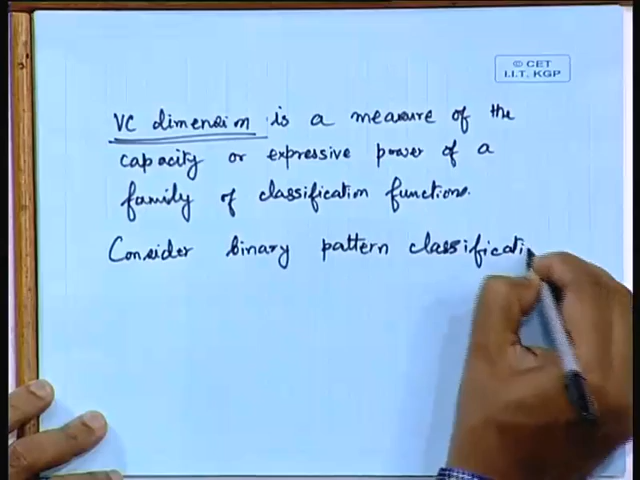 © CET
I.I.T. KGP
VC dimension is a measure of the
capacity or expressive power of a
family of classification functions.
Consider binary pattern classificati